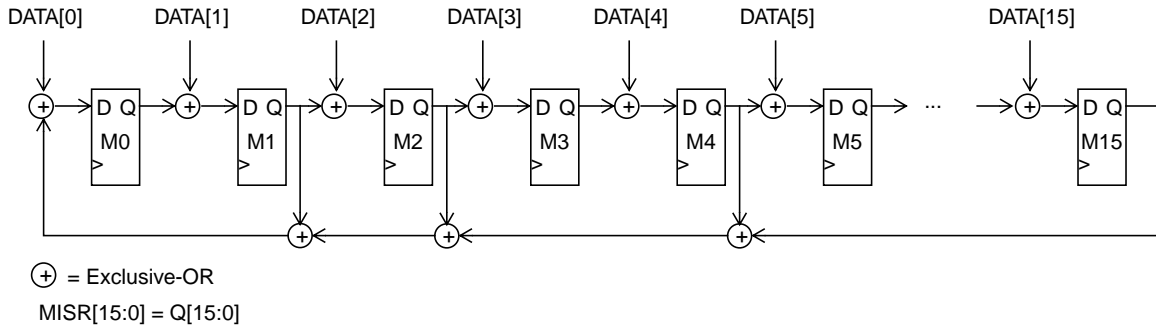 DATA[0] DATA[1] DATA[2] DATA[3] DATA[4] DATA[5] DATA[15]
+ + + + + + +
D Q D Q D Q D Q D Q D Q ... D Q
M0 M1 M2 M3 M4 M5 M15
> > > > > > >
+ + +
+ = Exclusive-OR
MISR[15:0] = Q[15:0]